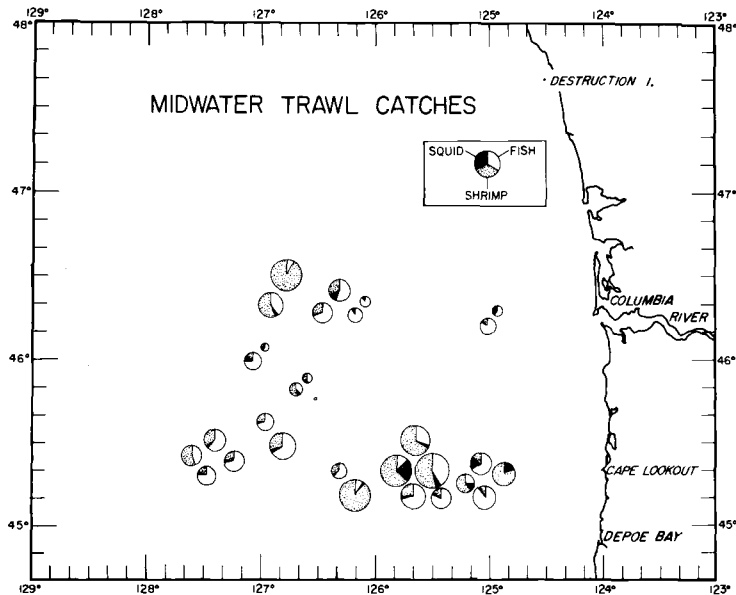 129° 128° 127° 126° 125° 124° 123°
48° 48°
DESTRUCTION I.
MIDWATER TRAWL CATCHES
SQUID FISH
SHRIMP
47° 47°
COLUMBIA
RIVER
46° 46°
CAPE LOOKOUT
45° 45°
DEPOE BAY
129° 128° 127° 126° 125° 124° 123°